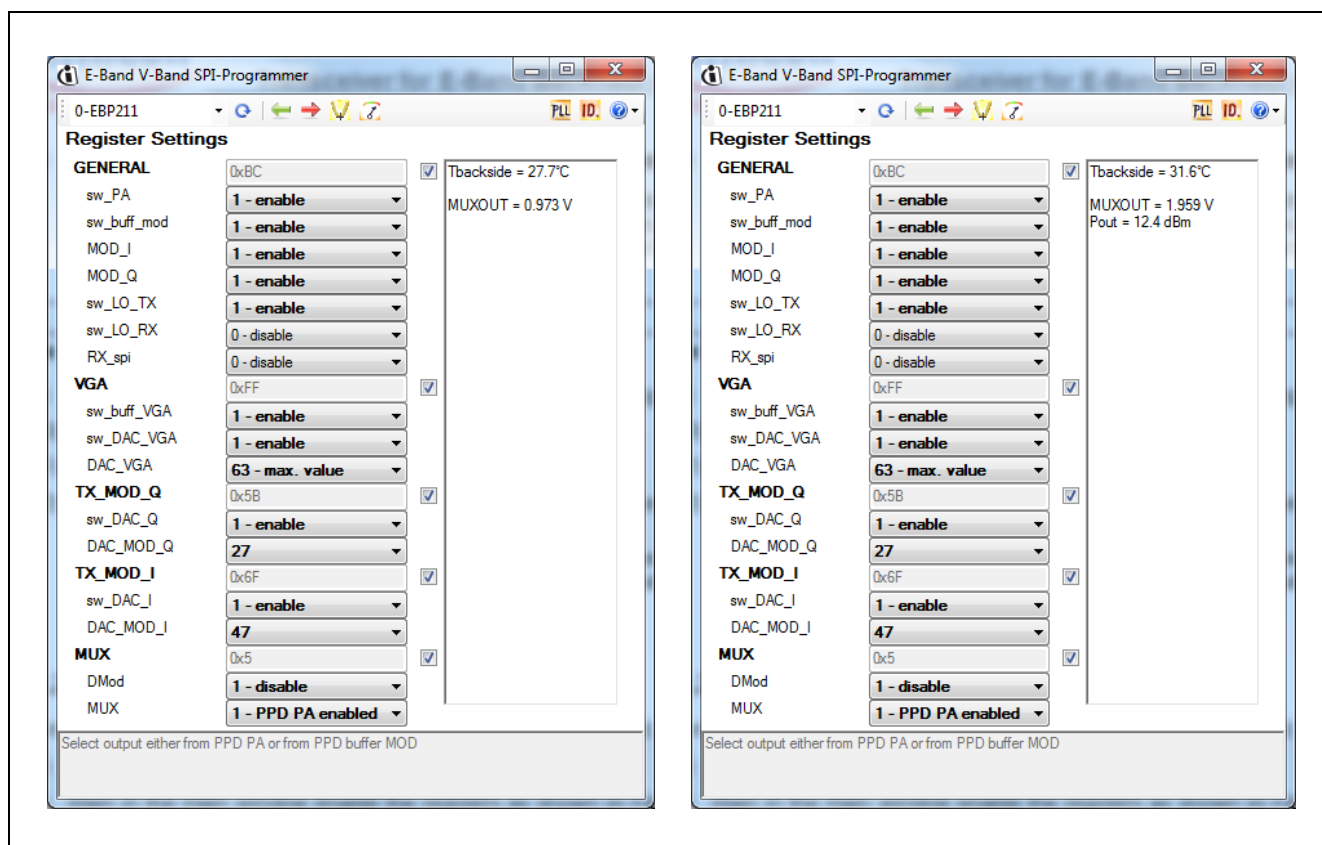 E-Band V-Band SPI-Programmer
0-EBP211 PLL ID.
Register Settings
GENERAL 0xBC
sw_PA 1 - enable
sw_buff_mod 1 - enable
MOD_I 1 - enable
MOD_Q 1 - enable
sw_LO_TX 1 - enable
sw_LO_RX 0 - disable
RX_spi 0 - disable
VGA 0xFF
sw_buff_VGA 1 - enable
sw_DAC_VGA 1 - enable
DAC_VGA 63 - max. value
TX_MOD_Q 0x5B
sw_DAC_Q 1 - enable
DAC_MOD_Q 27
TX_MOD_I 0x6F
sw_DAC_I 1 - enable
DAC_MOD_I 47
MUX 0x5
DMod 1 - disable
MUX 1 - PPD PA enabled
Tbackside = 27.7°C
MUXOUT = 0.973 V
Select output either from PPD PA or from PPD buffer MOD
E-Band V-Band SPI-Programmer
0-EBP211 PLL ID.
Register Settings
GENERAL 0xBC
sw_PA 1 - enable
sw_buff_mod 1 - enable
MOD_I 1 - enable
MOD_Q 1 - enable
sw_LO_TX 1 - enable
sw_LO_RX 0 - disable
RX_spi 0 - disable
VGA 0xFF
sw_buff_VGA 1 - enable
sw_DAC_VGA 1 - enable
DAC_VGA 63 - max. value
TX_MOD_Q 0x5B
sw_DAC_Q 1 - enable
DAC_MOD_Q 27
TX_MOD_I 0x6F
sw_DAC_I 1 - enable
DAC_MOD_I 47
MUX 0x5
DMod 1 - disable
MUX 1 - PPD PA enabled
Tbackside = 31.6°C
MUXOUT = 1.959 V
Pout = 12.4 dBm
Select output either from PPD PA or from PPD buffer MOD